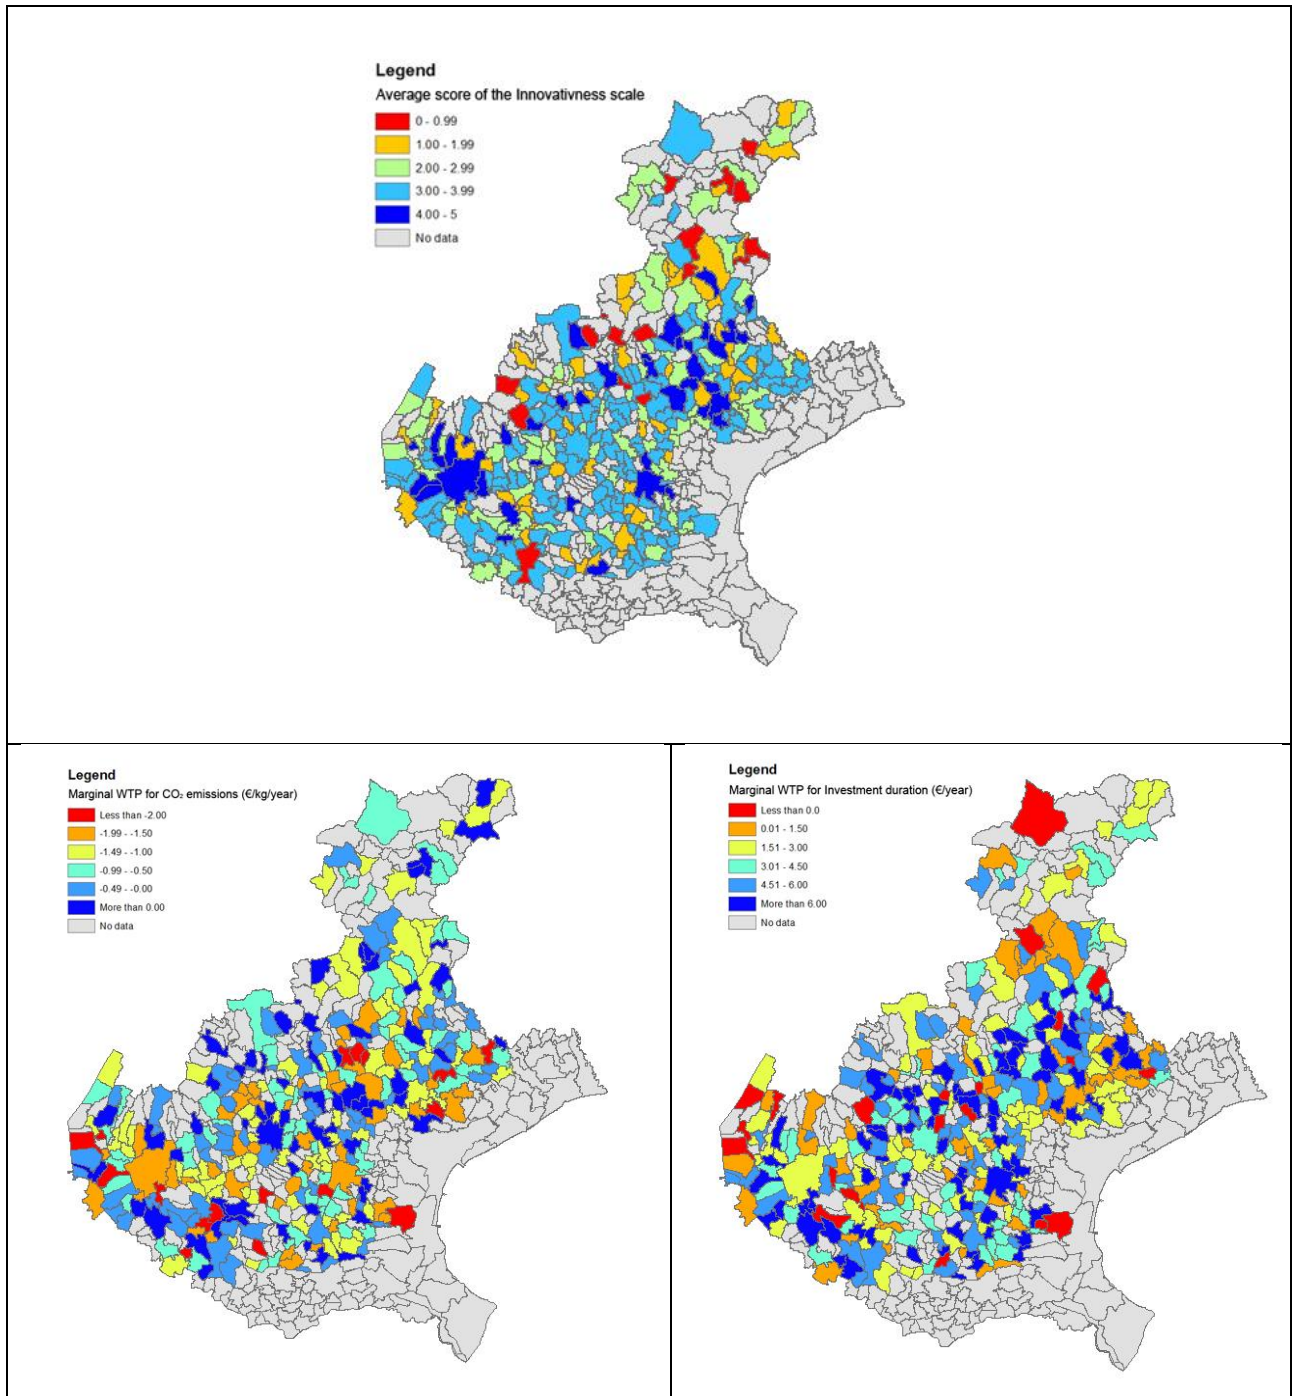 Legend
Average score of the Innovativness scale
0 - 0.99
1.00 - 1.99
2.00 - 2.99
3.00 - 3.99
4.00 - 5
No data
Legend
Marginal WTP for CO₂ emissions (€/kg/year)
Less than -2.00
-1.99 - -1.50
-1.49 - -1.00
-0.99 - -0.50
-0.49 - -0.00
More than 0.00
No data
Legend
Marginal WTP for Investment duration (€/year)
Less than 0.0
0.01 - 1.50
1.51 - 3.00
3.01 - 4.50
4.51 - 6.00
More than 6.00
No data